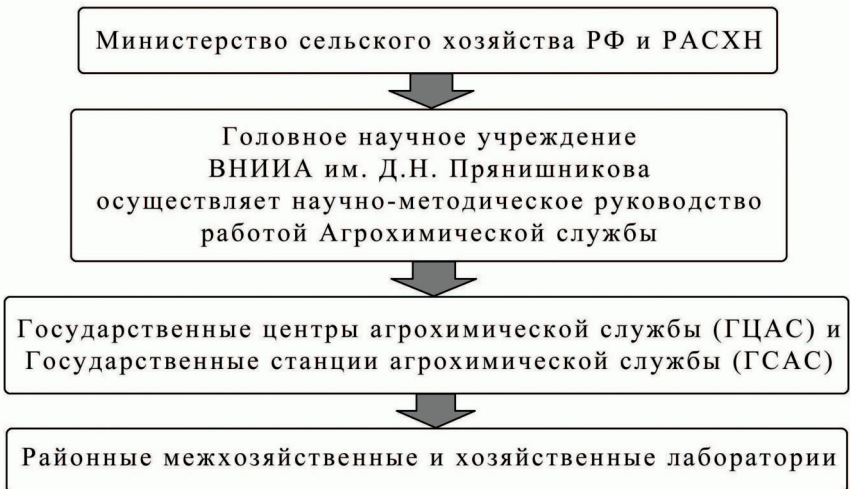 Министерство сельского хозяйства РФ и РАСХН
Головное научное учреждение
ВНИИА им. Д.Н. Прянишникова
осуществляет научно-методическое руководство
работой Агрохимической службы
Государственные центры агрохимической службы (ГЦАС) и
Государственные станции агрохимической службы (ГСАС)
Районные межхозяйственные и хозяйственные лаборатории